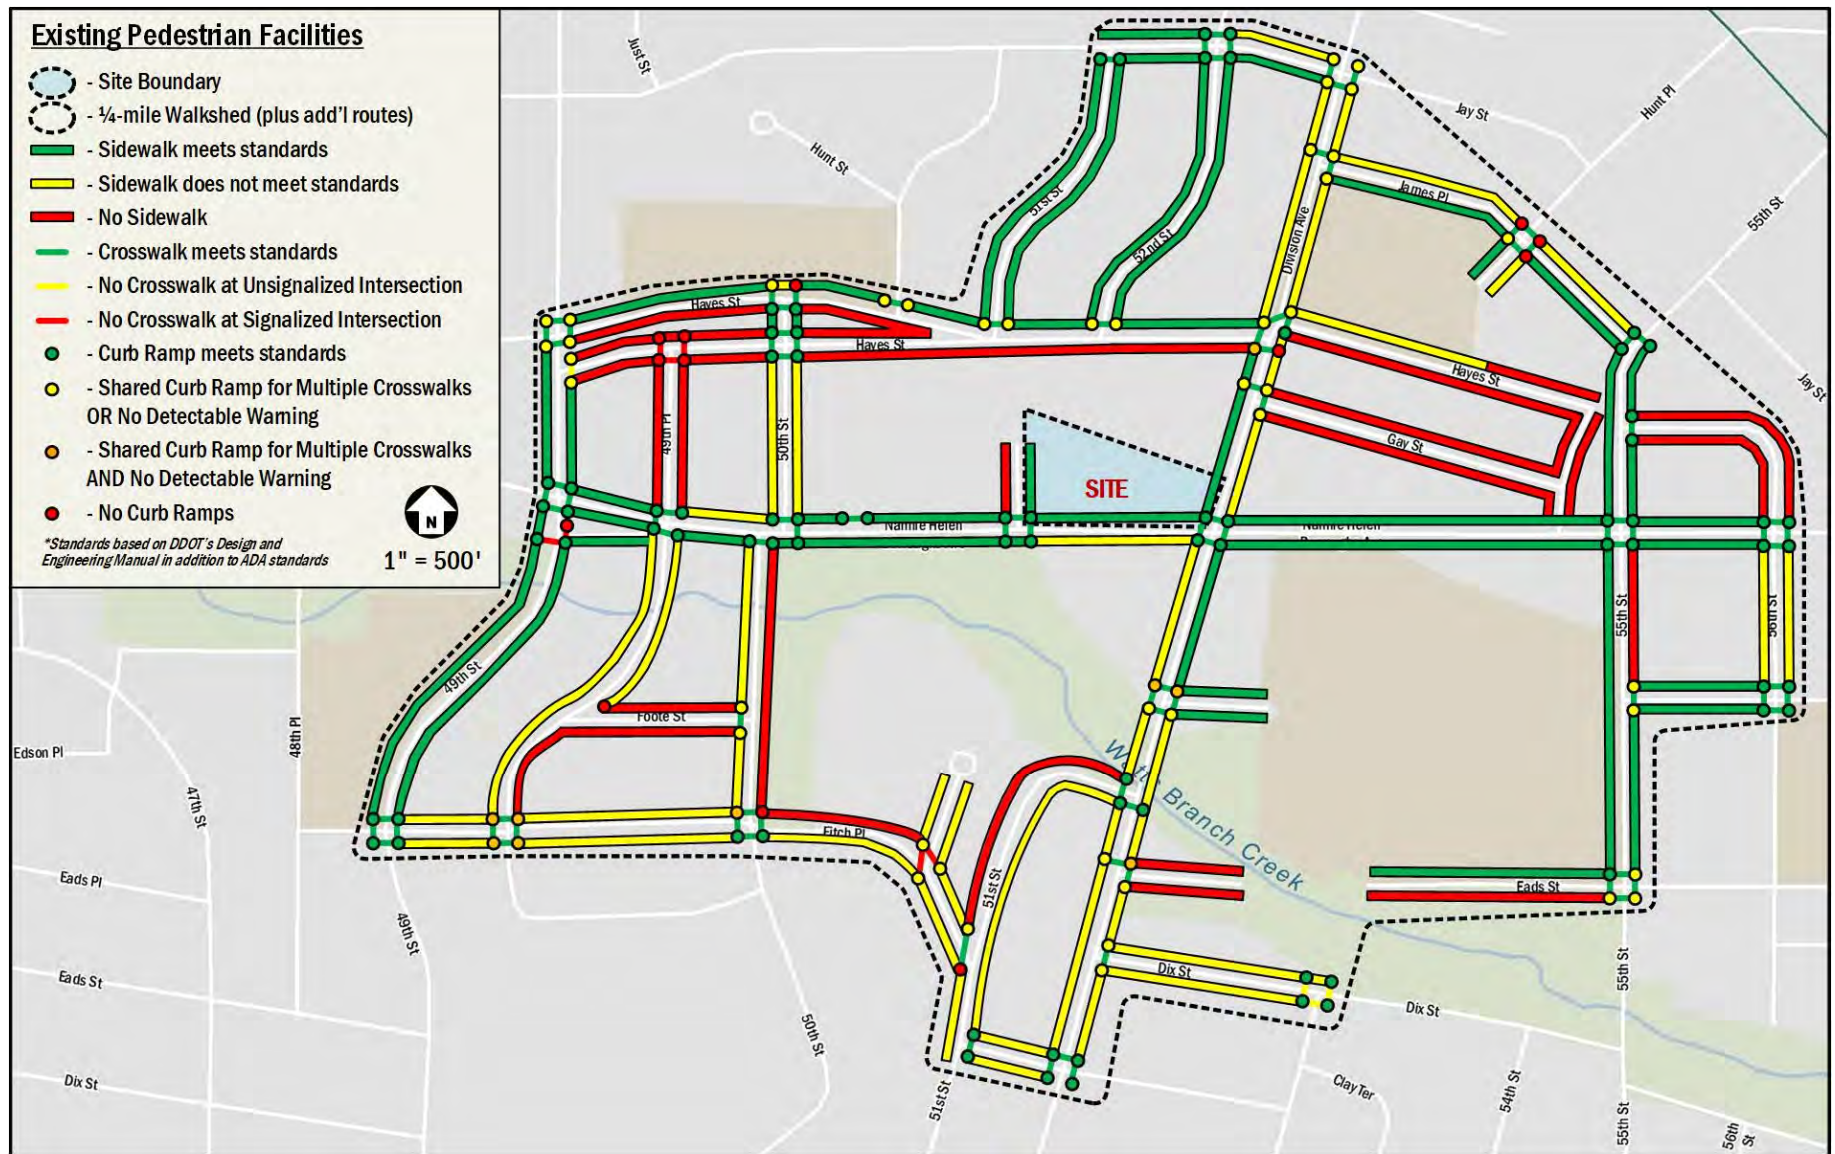 Existing Pedestrian Facilities
- Site Boundary
- ¼-mile Walkshed (plus add'l routes)
- Sidewalk meets standards
- Sidewalk does not meet standards
- No Sidewalk
- Crosswalk meets standards
- No Crosswalk at Unsignalized Intersection
- No Crosswalk at Signalized Intersection
- Curb Ramp meets standards
- Shared Curb Ramp for Multiple Crosswalks
OR No Detectable Warning
- Shared Curb Ramp for Multiple Crosswalks
AND No Detectable Warning
- No Curb Ramps
N
*Standards based on DDOT's Design and
Engineering Manual in addition to ADA standards
1" = 500'
Just St
Hunt St
Jay St
Hunt Pl
55th St
Jay St
James Pl
51st St
52nd St
Division Ave
Hayes St
Hayes St
Hayes St
Gay St
49th Pl
50th St
SITE
Nannie Helen
Nannie Helen
55th St
56th St
49th St
Foote St
48th Pl
Edson Pl
47th St
Fitch Pl
51st St
Watts Branch Creek
Eads St
Eads Pl
49th St
Eads St
Dix St
50th St
51st St
Dix St
Dix St
Clay Ter
54th St
55th St
55th St
56th
St